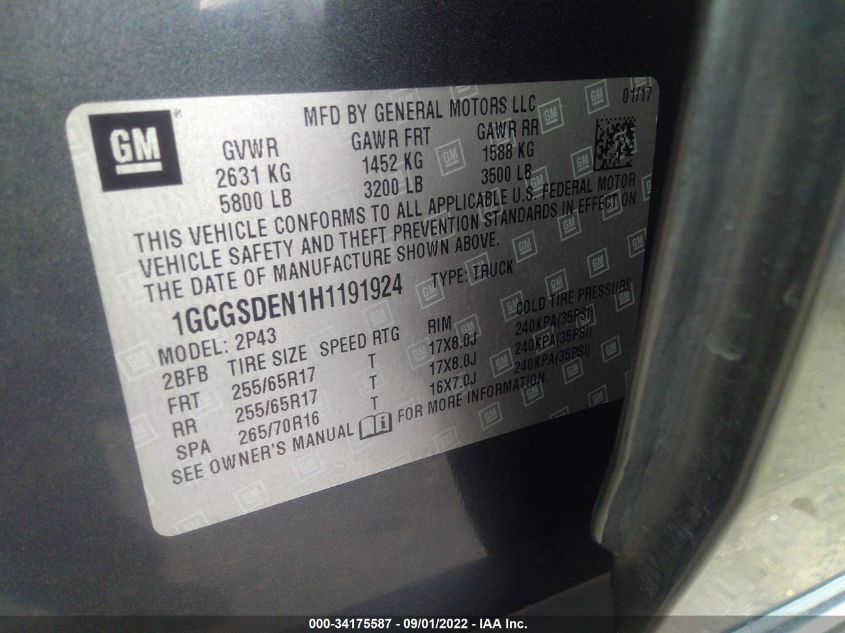 GM
MFD BY GENERAL MOTORS LLC 01/17
GVWR GAWR FRT GAWR RR
2631 KG 1452 KG 1588 KG
5800 LB 3200 LB 3500 LB
THIS VEHICLE CONFORMS TO ALL APPLICABLE U.S. FEDERAL MOTOR
VEHICLE SAFETY AND THEFT PREVENTION STANDARDS IN EFFECT ON
THE DATE OF MANUFACTURE SHOWN ABOVE.
1GCGSDEN1H1191924 TYPE: TRUCK
MODEL: 2P43
2BFB TIRE SIZE SPEED RTG RIM COLD TIRE PRESSURE
FRT 255/65R17 T 17X8.0J 240KPA(35PSI)
RR 255/65R17 T 17X8.0J 240KPA(35PSI)
SPA 265/70R16 T 16X7.0J 240KPA(35PSI)
SEE OWNER'S MANUAL FOR MORE INFORMATION.
000-34175587 - 09/01/2022 - IAA Inc.